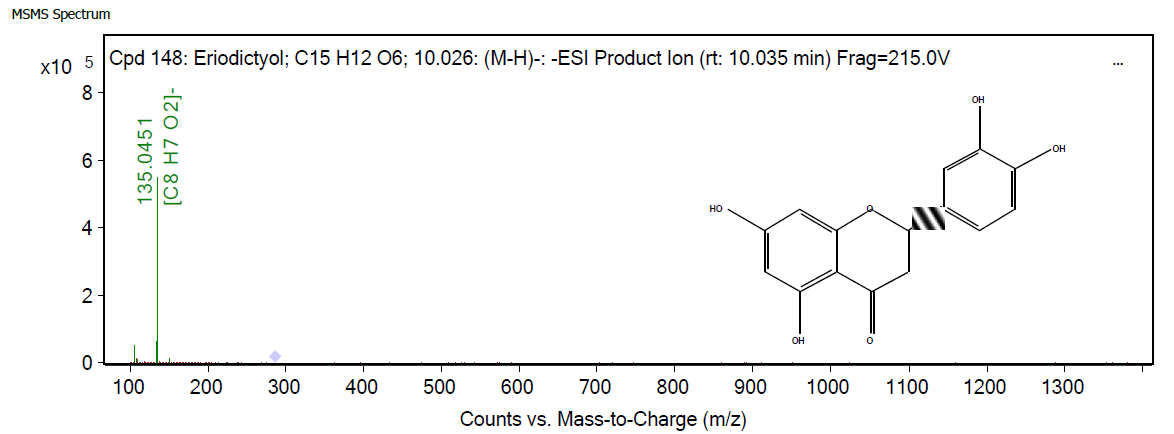 MSMS Spectrum
x10 5
Cpd 148: Eriodictyol; C15 H12 O6; 10.026: (M-H)-: -ESI Product Ion (rt: 10.035 min) Frag=215.0V ...
8
6
4
2
0
135.0451
[C8 H7 O2]-
OH
OH
HO
O
OH
O
100 200 300 400 500 600 700 800 900 1000 1100 1200 1300
Counts vs. Mass-to-Charge (m/z)